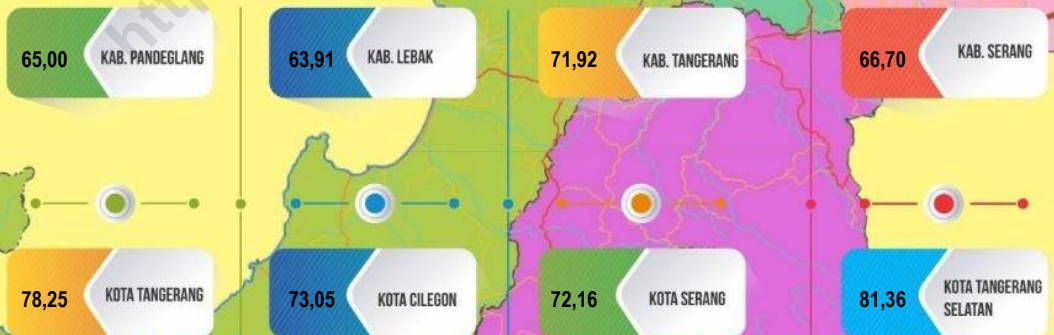 65,00 KAB. PANDEGLANG
63,91 KAB. LEBAK
71,92 KAB. TANGERANG
66,70 KAB. SERANG
78,25 KOTA TANGERANG
73,05 KOTA CILEGON
72,16 KOTA SERANG
81,36 KOTA TANGERANG
SELATAN